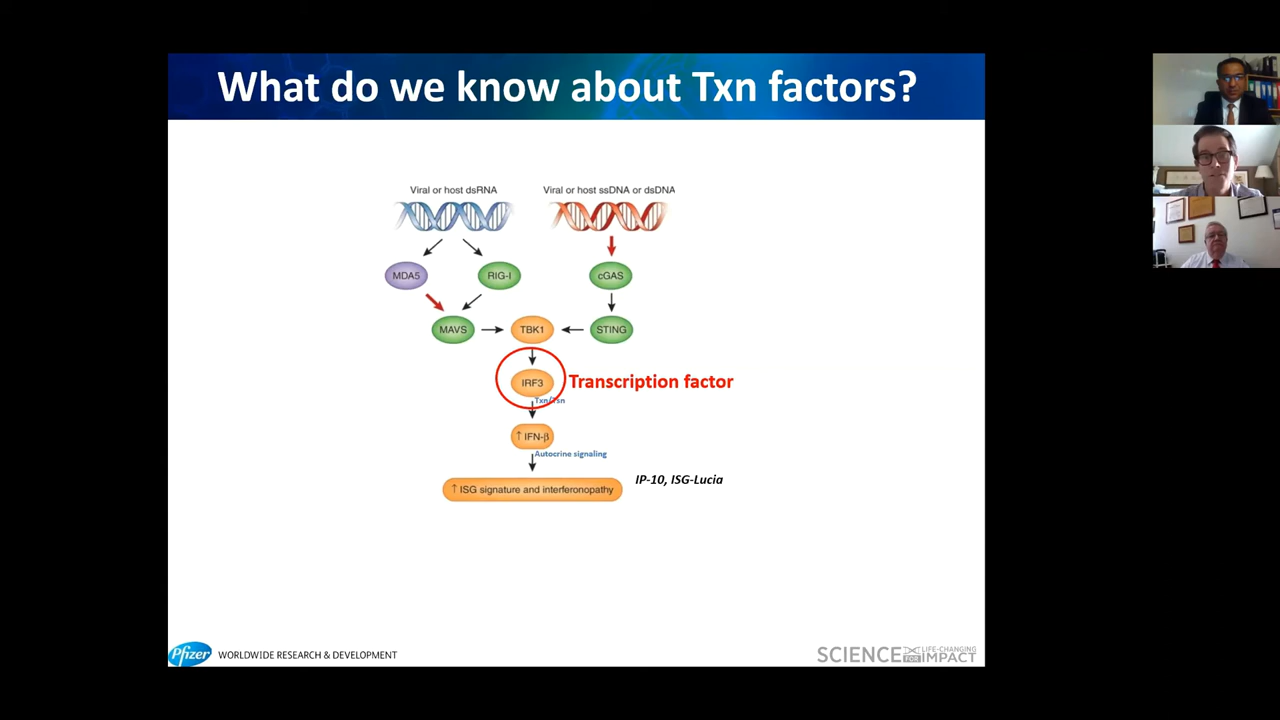 What do we know about Txn factors?
Viral or host dsRNA
Viral or host ssDNA or dsDNA
MDA5
RIG-I
cGAS
MAVS
TBK1
STING
IRF3
Transcription factor
Txn/Tsn
↑ IFN-β
Autocrine signaling
↑ ISG signature and interferonopathy
IP-10, ISG-Lucia
Pfizer
WORLDWIDE RESEARCH & DEVELOPMENT
SCIENCE FOR LIFE-CHANGING IMPACT